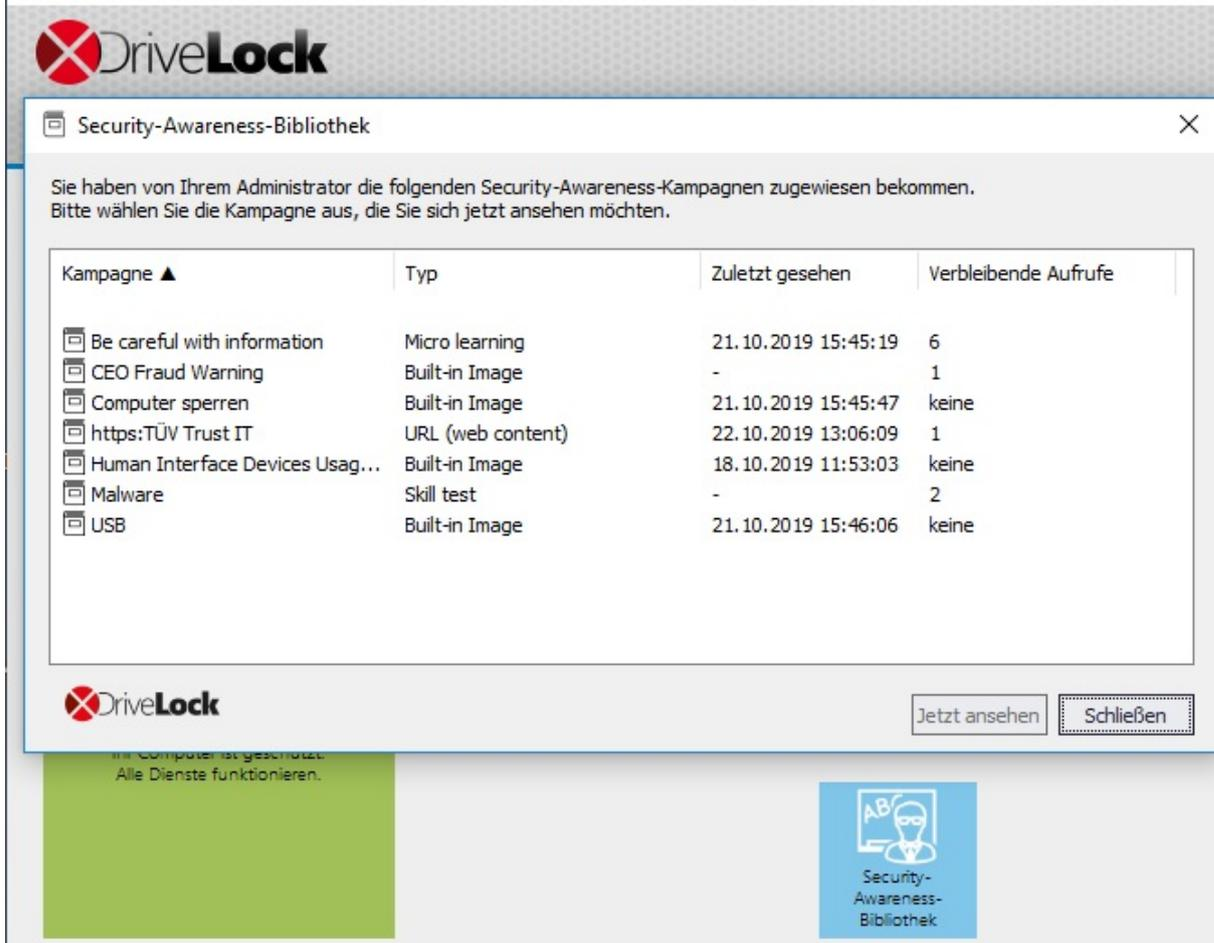 DriveLock
Security-Awareness-Bibliothek
Sie haben von Ihrem Administrator die folgenden Security-Awareness-Kampagnen zugewiesen bekommen.
Bitte wählen Sie die Kampagne aus, die Sie sich jetzt ansehen möchten.
Kampagne ▲ Typ Zuletzt gesehen Verbleibende Aufrufe
Be careful with information Micro learning 21.10.2019 15:45:19 6
CEO Fraud Warning Built-in Image - 1
Computer sperren Built-in Image 21.10.2019 15:45:47 keine
https:TÜV Trust IT URL (web content) 22.10.2019 13:06:09 1
Human Interface Devices Usag... Built-in Image 18.10.2019 11:53:03 keine
Malware Skill test - 2
USB Built-in Image 21.10.2019 15:46:06 keine
DriveLock
Jetzt ansehen Schließen
Ihr Computer ist geschützt.
Alle Dienste funktionieren.
ABC
Security-
Awareness-
Bibliothek